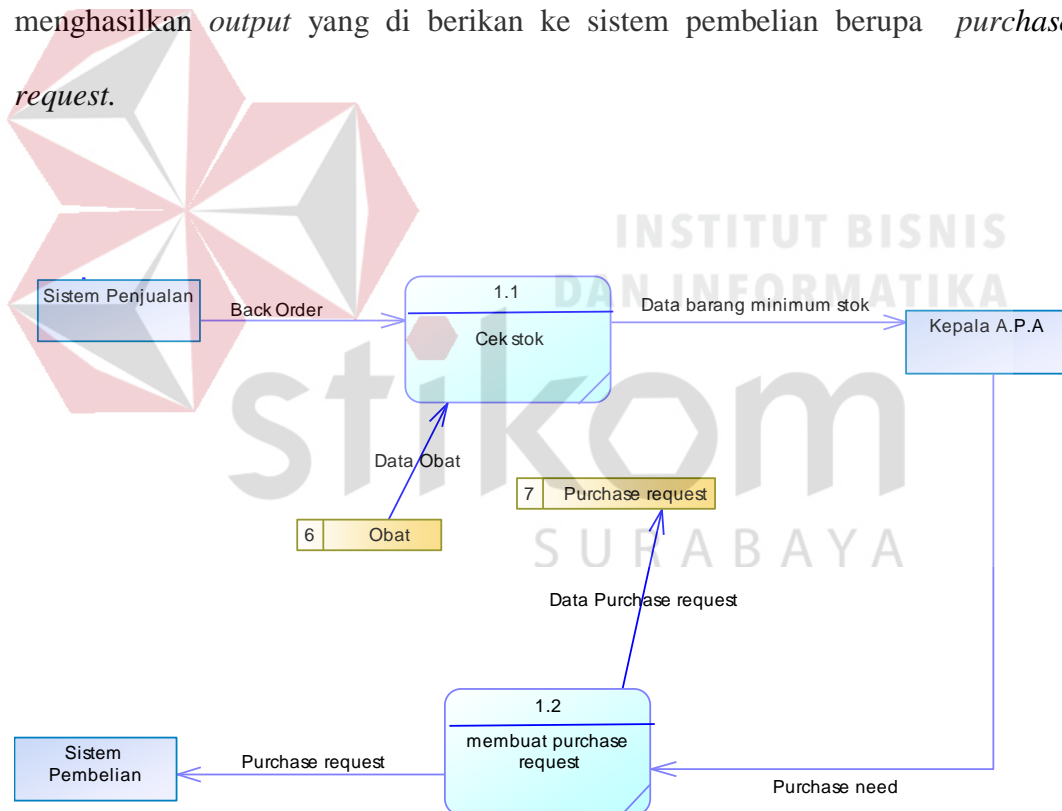 menghasilkan output yang di berikan ke sistem pembelian berupa purchase
request.
INSTITUT BISNIS
DAN INFORMATIKA
stikom
SURABAYA
Sistem Penjualan
Back Order
1.1
Cek stok
Data barang minimum stok
Kepala A.P.A
Data Obat
6 Obat
7 Purchase request
Data Purchase request
1.2
membuat purchase
request
Purchase need
Purchase request
Sistem
Pembelian